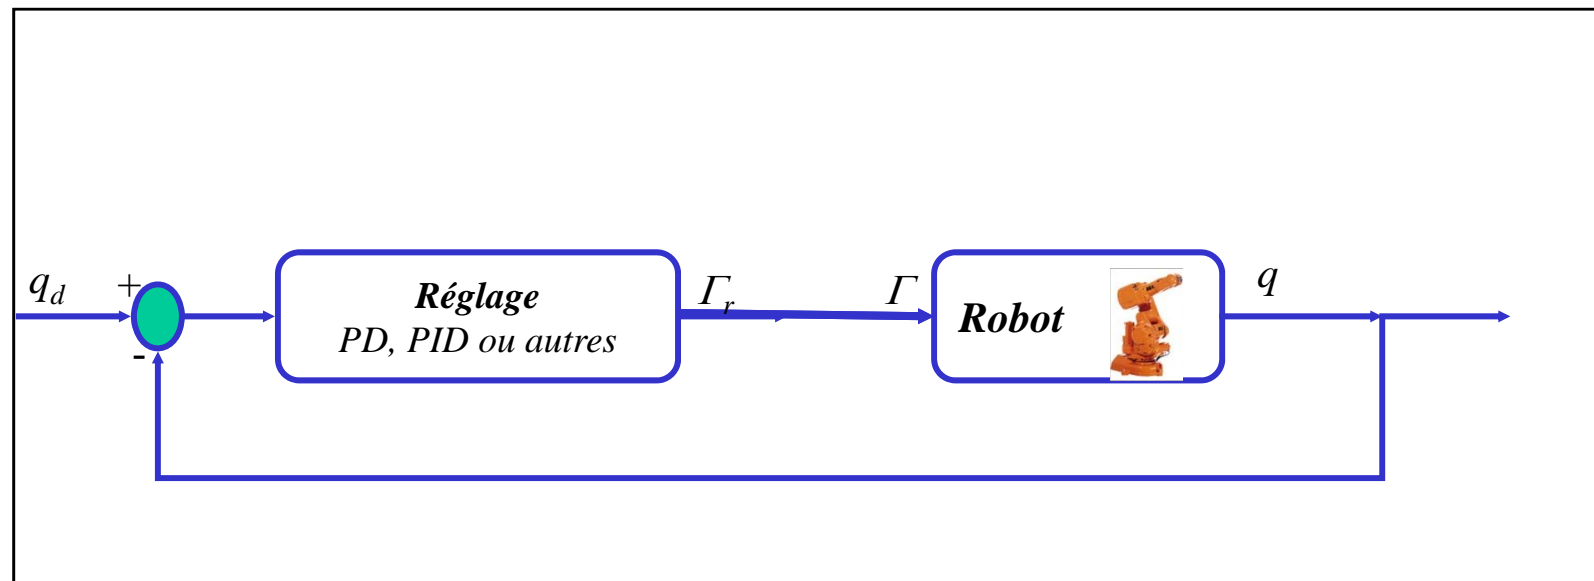 q_d
+
-
Réglage
PD, PID ou autres
Γ_r
Γ
Robot
q